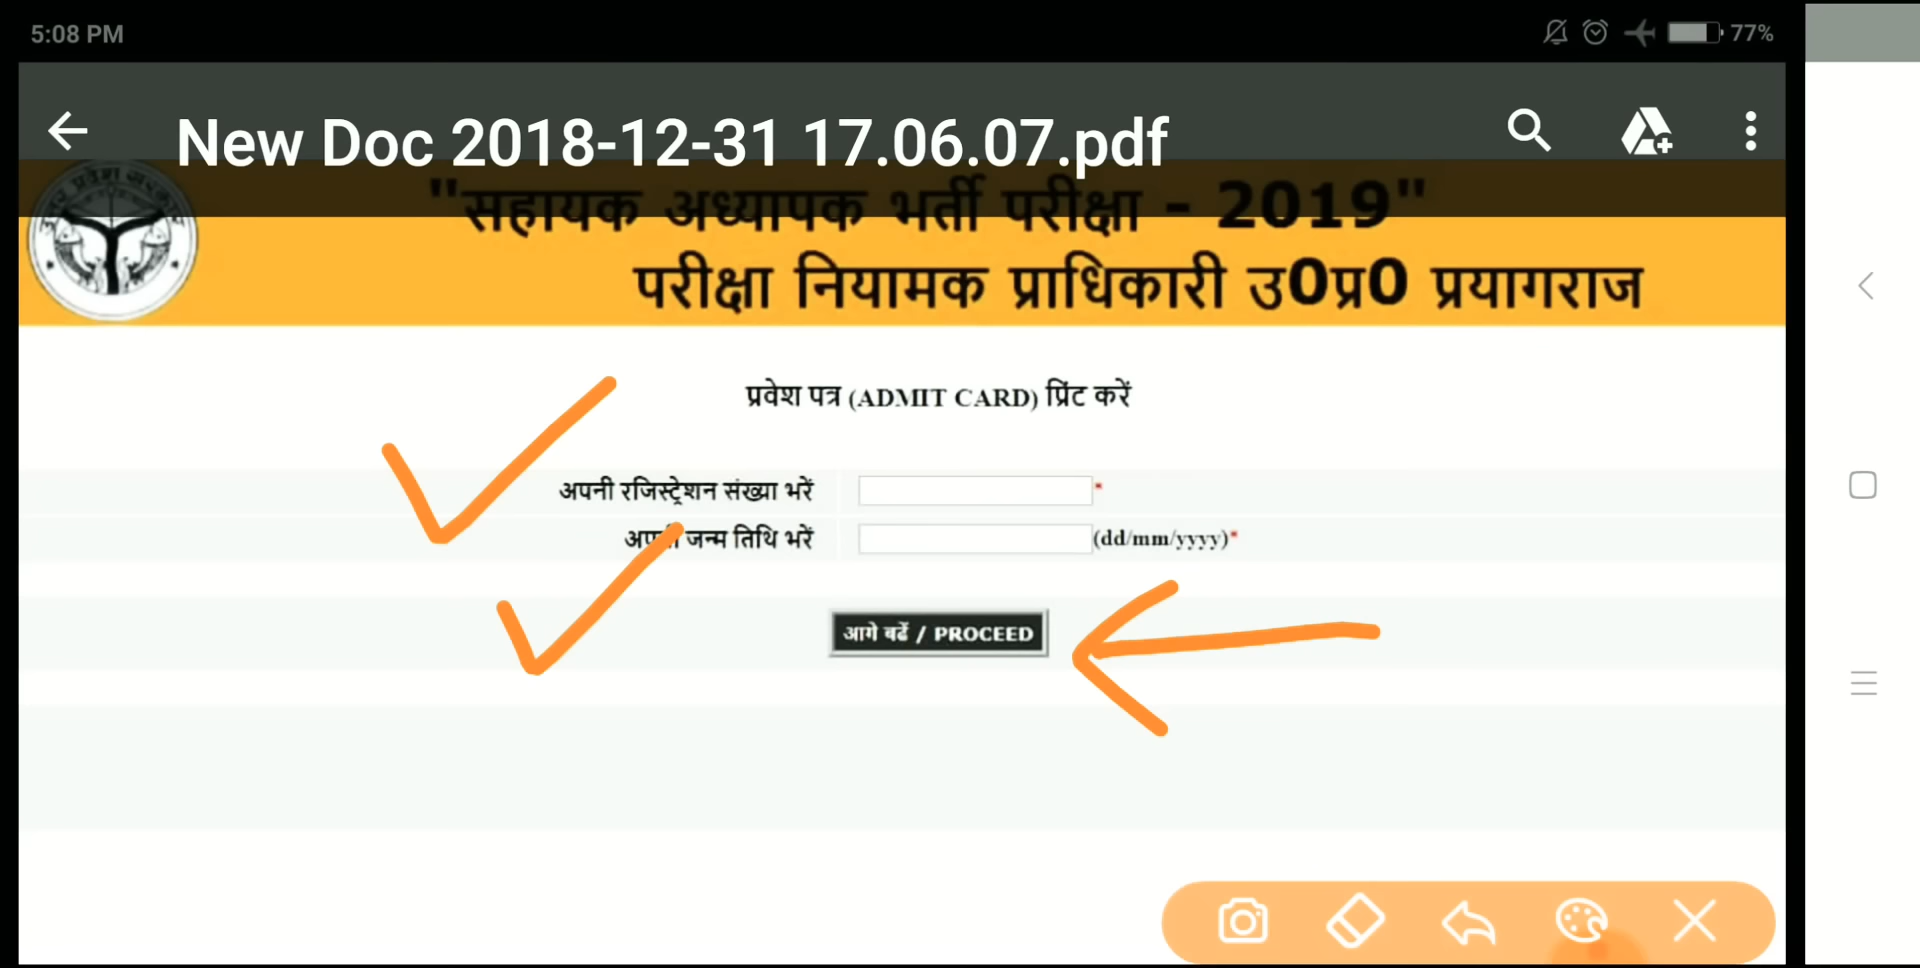 5:08 PM
77%
New Doc 2018-12-31 17.06.07.pdf
"सहायक अध्यापक भर्ती परीक्षा - 2019"
परीक्षा नियामक प्राधिकारी उ0प्र0 प्रयागराज
प्रवेश पत्र (ADMIT CARD) प्रिंट करें
अपनी रजिस्ट्रेशन संख्या भरें *
जन्म तिथि भरें (dd/mm/yyyy)*
आगे बढें / PROCEED